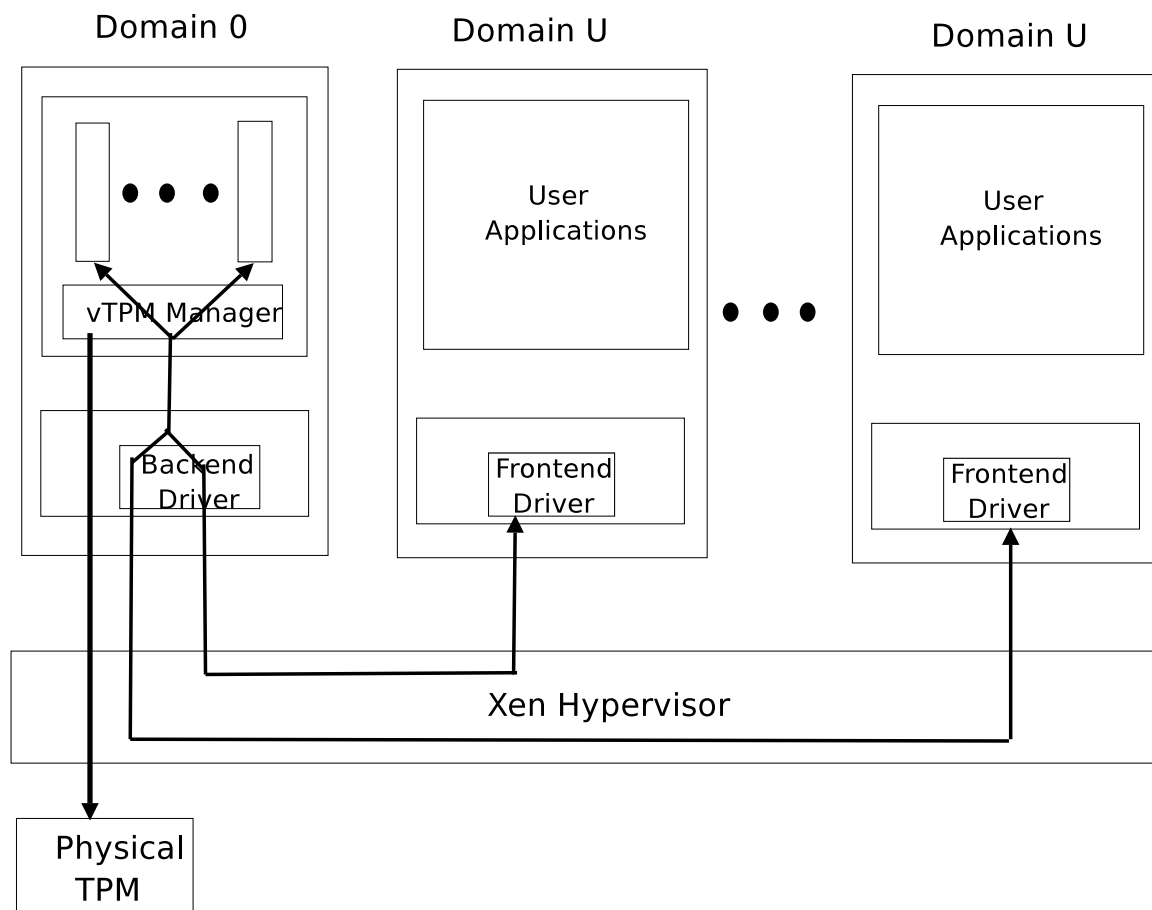 Domain 0
Domain U
Domain U
User
Applications
User
Applications
vTPM Manager
Backend
Driver
Frontend
Driver
Frontend
Driver
Xen Hypervisor
Physical
TPM